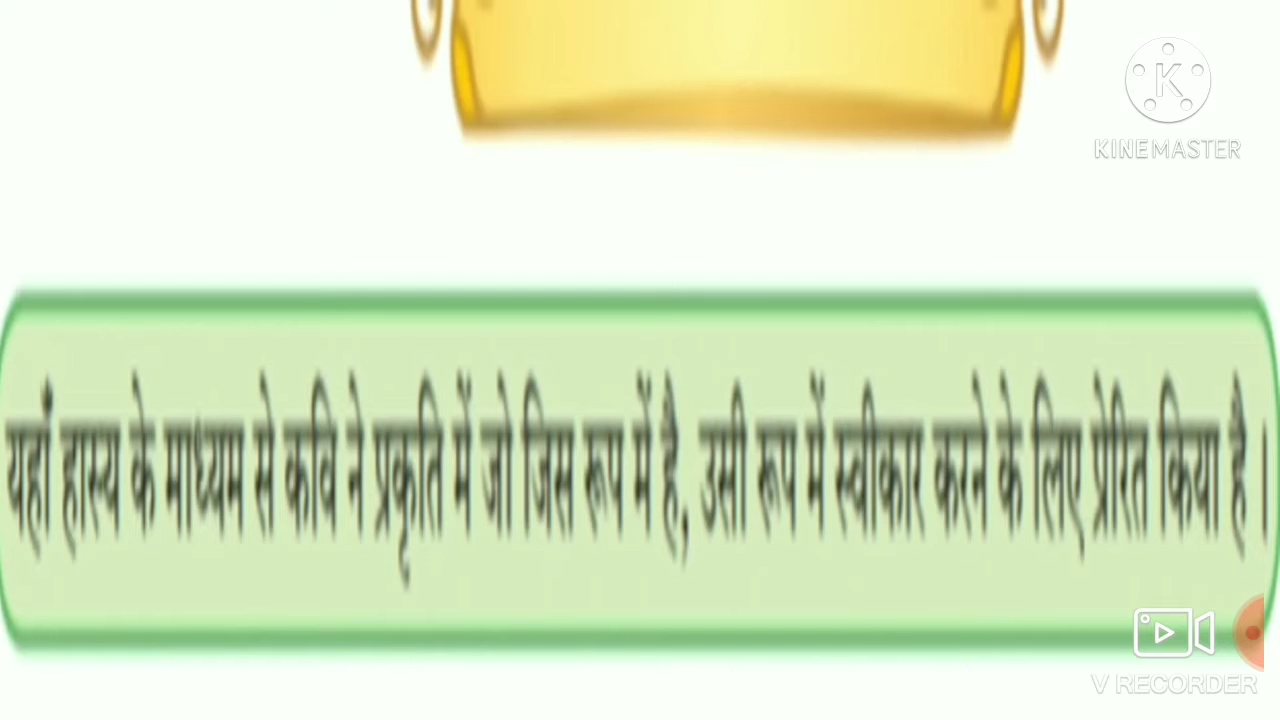 KINEMASTER
यहाँ हास्य के माध्यम से कवि ने प्रकृति में जो जिस रूप में है, उसी रूप में स्वीकार करने के लिए प्रेरित किया है ।
V RECORDER